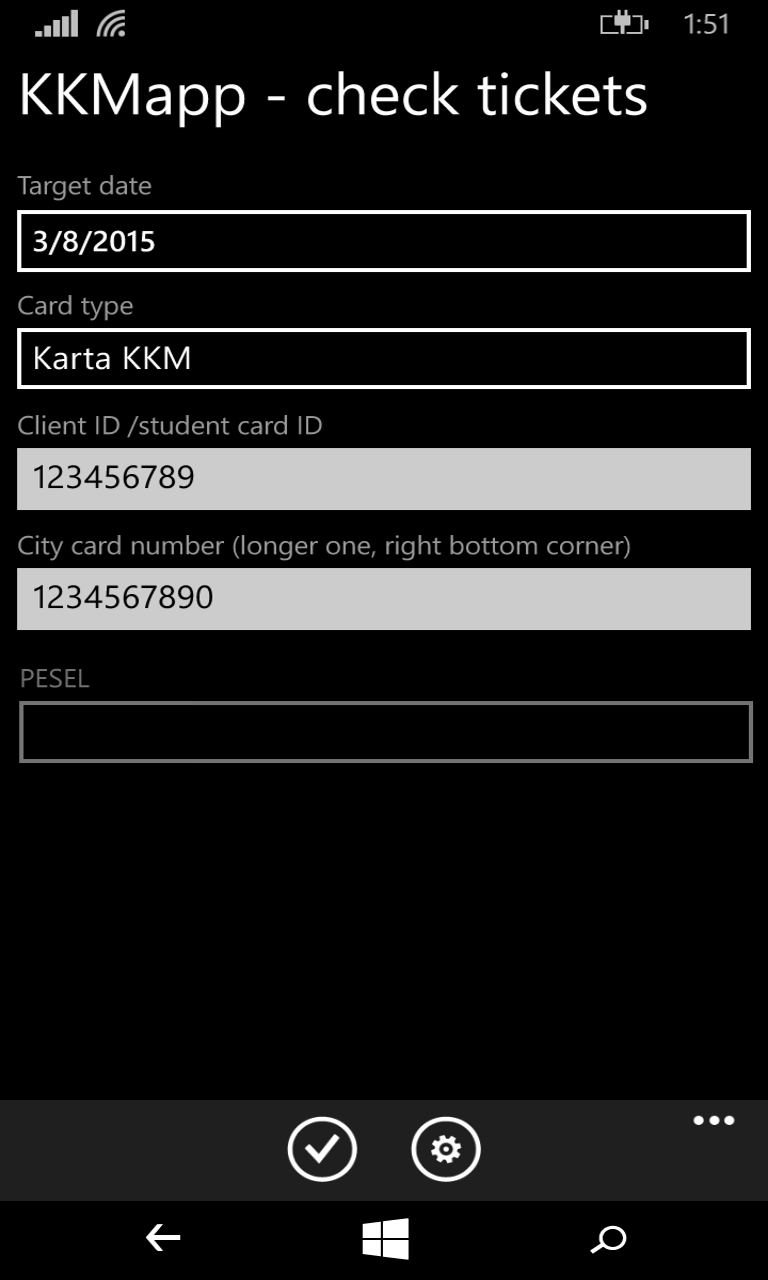 1:51
KKMapp - check tickets
Target date
3/8/2015
Card type
Karta KKM
Client ID /student card ID
123456789
City card number (longer one, right bottom corner)
1234567890
PESEL